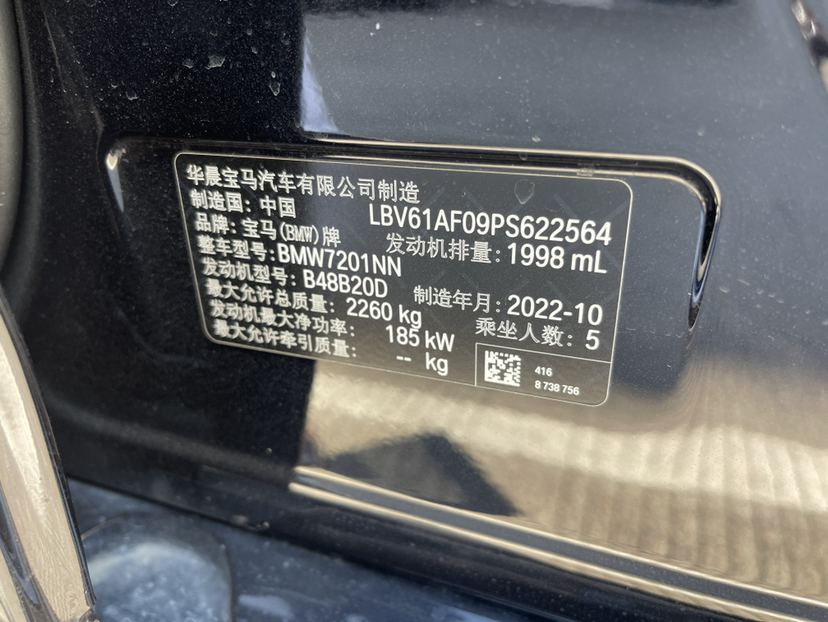 华晨宝马汽车有限公司制造
制造国: 中国 LBV61AF09PS622564
品牌: 宝马(BMW)牌 发动机排量: 1998 mL
整车型号: BMW7201NN
发动机型号: B48B20D 制造年月: 2022-10
最大允许总质量: 2260 kg 乘坐人数: 5
发动机最大净功率: 185 kW
最大允许牵引质量: -- kg
416
8 738 756